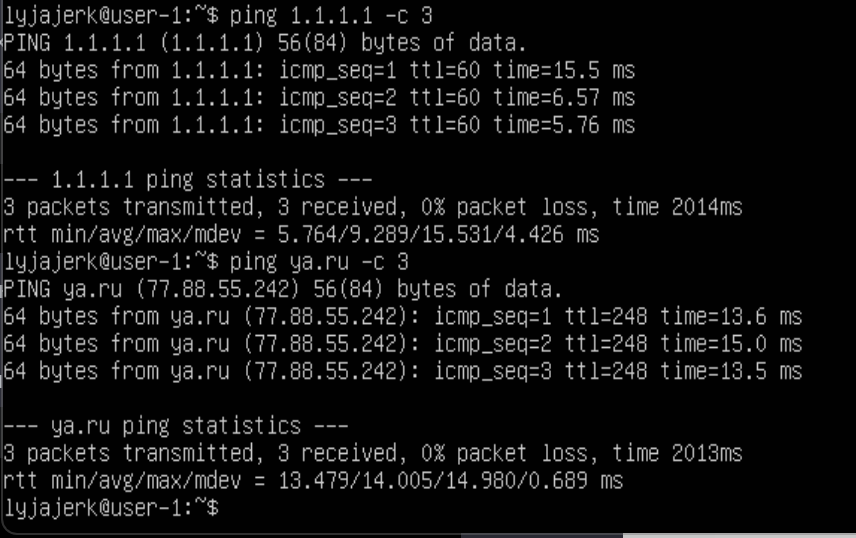 lyjajerk@user-1:~$ ping 1.1.1.1 -c 3
PING 1.1.1.1 (1.1.1.1) 56(84) bytes of data.
64 bytes from 1.1.1.1: icmp_seq=1 ttl=60 time=15.5 ms
64 bytes from 1.1.1.1: icmp_seq=2 ttl=60 time=6.57 ms
64 bytes from 1.1.1.1: icmp_seq=3 ttl=60 time=5.76 ms
--- 1.1.1.1 ping statistics ---
3 packets transmitted, 3 received, 0% packet loss, time 2014ms
rtt min/avg/max/mdev = 5.764/9.289/15.531/4.426 ms
lyjajerk@user-1:~$ ping ya.ru -c 3
PING ya.ru (77.88.55.242) 56(84) bytes of data.
64 bytes from ya.ru (77.88.55.242): icmp_seq=1 ttl=248 time=13.6 ms
64 bytes from ya.ru (77.88.55.242): icmp_seq=2 ttl=248 time=15.0 ms
64 bytes from ya.ru (77.88.55.242): icmp_seq=3 ttl=248 time=13.5 ms
--- ya.ru ping statistics ---
3 packets transmitted, 3 received, 0% packet loss, time 2013ms
rtt min/avg/max/mdev = 13.479/14.005/14.980/0.689 ms
lyjajerk@user-1:~$